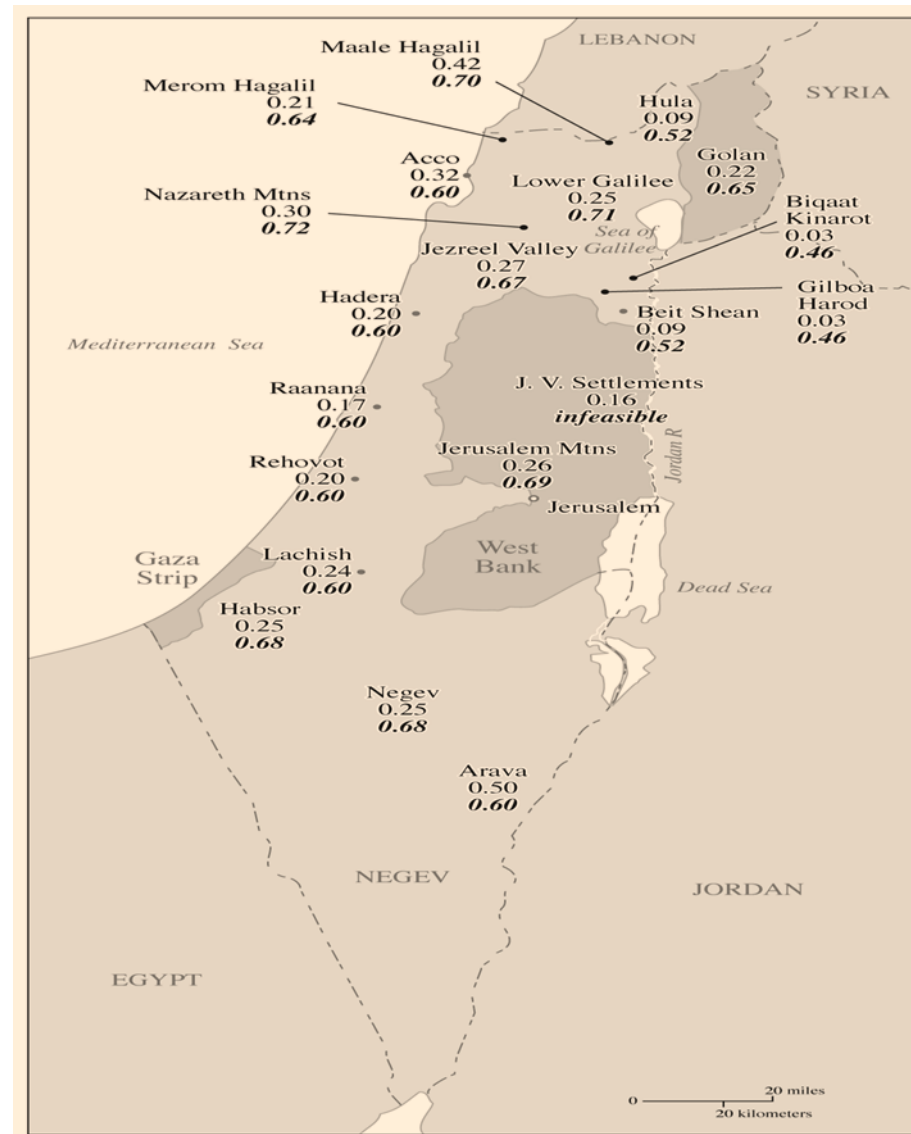 LEBANON
Maale Hagalil
0.42
0.70
Merom Hagalil
0.21
0.64
SYRIA
Hula
0.09
0.52
Golan
0.22
0.65
Acco
0.32
0.60
Lower Galilee
0.25
0.71
Nazareth Mtns
0.30
0.72
Biqaat
Kinarot
0.03
0.46
Sea of
Galilee
Jezreel Valley
0.27
0.67
Gilboa
Harod
0.03
0.46
Hadera
0.20
0.60
Beit Shean
0.09
0.52
Mediterranean Sea
J. V. Settlements
0.16
infeasible
Raanana
0.17
0.60
Jordan R
Jerusalem Mtns
0.26
0.69
Rehovot
0.20
0.60
Jerusalem
West
Bank
Gaza
Strip
Lachish
0.24
0.60
Dead Sea
Habsor
0.25
0.68
Negev
0.25
0.68
Arava
0.50
0.60
NEGEV
JORDAN
EGYPT
20 miles
0
20 kilometers